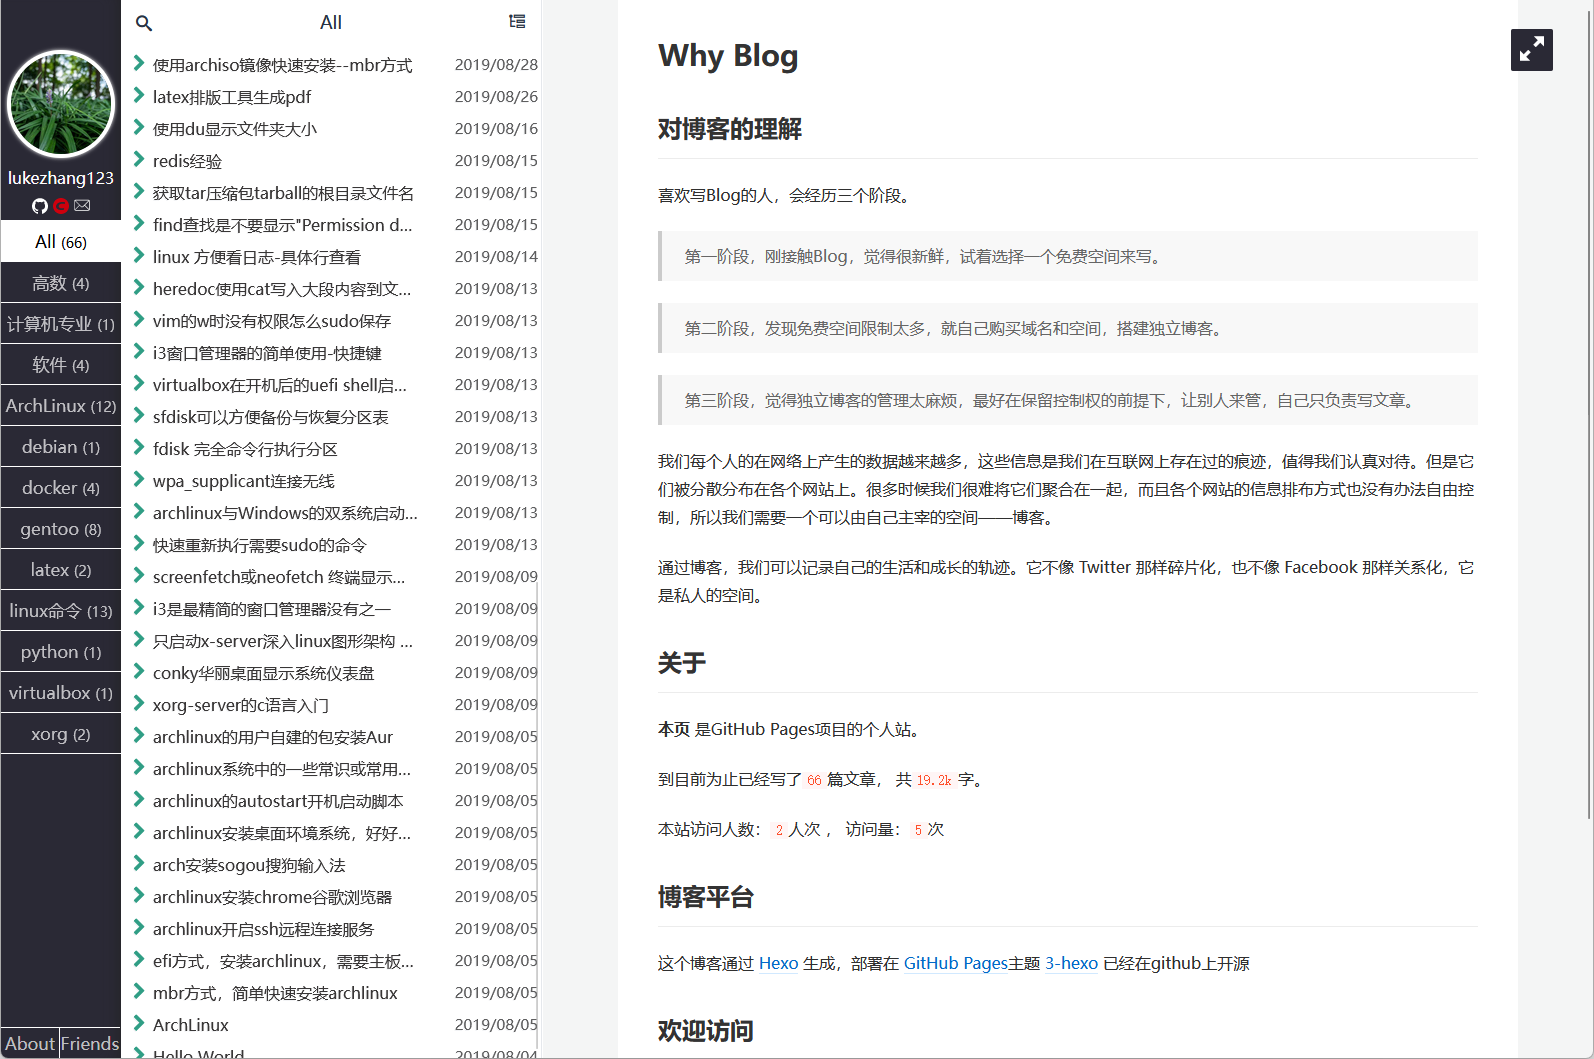 lukezhang123
All (66)
高数 (4)
计算机专业 (1)
软件 (4)
ArchLinux (12)
debian (1)
docker (4)
gentoo (8)
latex (2)
linux命令 (13)
python (1)
virtualbox (1)
xorg (2)
About
Friends
All
使用archiso镜像快速安装--mbr方式 2019/08/28
latex排版工具生成pdf 2019/08/26
使用du显示文件夹大小 2019/08/16
redis经验 2019/08/15
获取tar压缩包tarball的根目录文件名 2019/08/15
find查找是不要显示"Permission d... 2019/08/15
linux 方便看日志-具体行查看 2019/08/14
heredoc使用cat写入大段内容到文... 2019/08/13
vim的w时没有权限怎么sudo保存 2019/08/13
i3窗口管理器的简单使用-快捷键 2019/08/13
virtualbox在开机后的uefi shell启... 2019/08/13
sfdisk可以方便备份与恢复分区表 2019/08/13
fdisk 完全命令行执行分区 2019/08/13
wpa_supplicant连接无线 2019/08/13
archlinux与Windows的双系统启动... 2019/08/13
快速重新执行需要sudo的命令 2019/08/13
screenfetch或neofetch 终端显示... 2019/08/09
i3是最精简的窗口管理器没有之一 2019/08/09
只启动x-server深入linux图形架构 ... 2019/08/09
conky华丽桌面显示系统仪表盘 2019/08/09
xorg-server的c语言入门 2019/08/09
archlinux的用户自建的包安装Aur 2019/08/05
archlinux系统中的一些常识或常用... 2019/08/05
archlinux的autostart开机启动脚本 2019/08/05
archlinux安装桌面环境系统，好好... 2019/08/05
arch安装sogou搜狗输入法 2019/08/05
archlinux安装chrome谷歌浏览器 2019/08/05
archlinux开启ssh远程连接服务 2019/08/05
efi方式，安装archlinux，需要主板... 2019/08/05
mbr方式，简单快速安装archlinux 2019/08/05
ArchLinux 2019/08/05
Hello World 2019/08/04
Why Blog
对博客的理解
喜欢写Blog的人，会经历三个阶段。
第一阶段，刚接触Blog，觉得很新鲜，试着选择一个免费空间来写。
第二阶段，发现免费空间限制太多，就自己购买域名和空间，搭建独立博客。
第三阶段，觉得独立博客的管理太麻烦，最好在保留控制权的前提下，让别人来管，自己只负责写文章。
我们每个人的在网络上产生的数据越来越多，这些信息是我们在互联网上存在过的痕迹，值得我们认真对待。但是它
们被分散分布在各个网站上。很多时候我们很难将它们聚合在一起，而且各个网站的信息排布方式也没有办法自由控
制，所以我们需要一个可以由自己主宰的空间——博客。
通过博客，我们可以记录自己的生活和成长的轨迹。它不像 Twitter 那样碎片化，也不像 Facebook 那样关系化，它
是私人的空间。
关于
本页 是GitHub Pages项目的个人站。
到目前为止已经写了 66 篇文章， 共 19.2k 字。
本站访问人数： 2 人次 ， 访问量： 5 次
博客平台
这个博客通过 Hexo 生成，部署在 GitHub Pages主题 3-hexo 已经在github上开源
欢迎访问